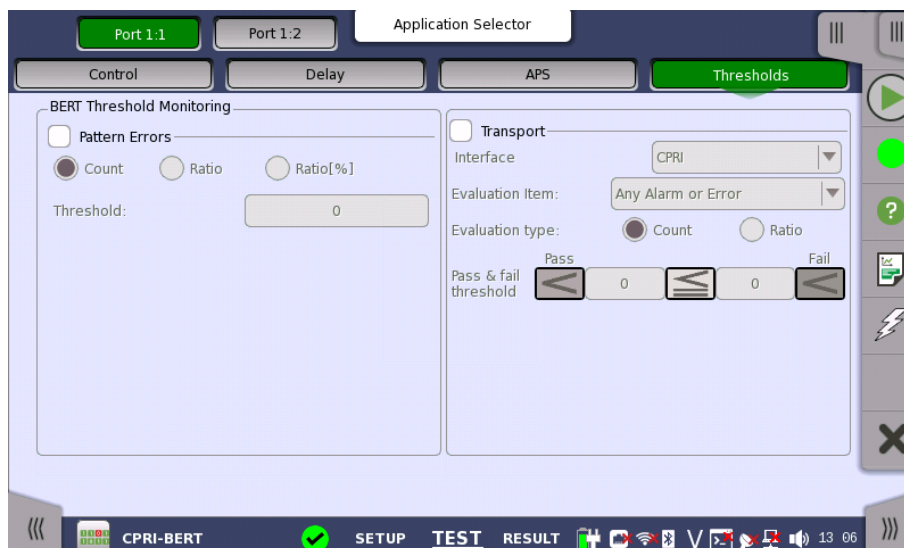 Port 1:1
Port 1:2
Application Selector
Control
Delay
APS
Thresholds
BERT Threshold Monitoring
Pattern Errors
Count
Ratio
Ratio[%]
Threshold:
0
Transport
Interface
CPRI
Evaluation Item:
Any Alarm or Error
Evaluation type:
Count
Ratio
Pass
Fail
Pass & fail
threshold
<
0
≦
0
<
?
CPRI-BERT
SETUP
TEST
RESULT
13 06